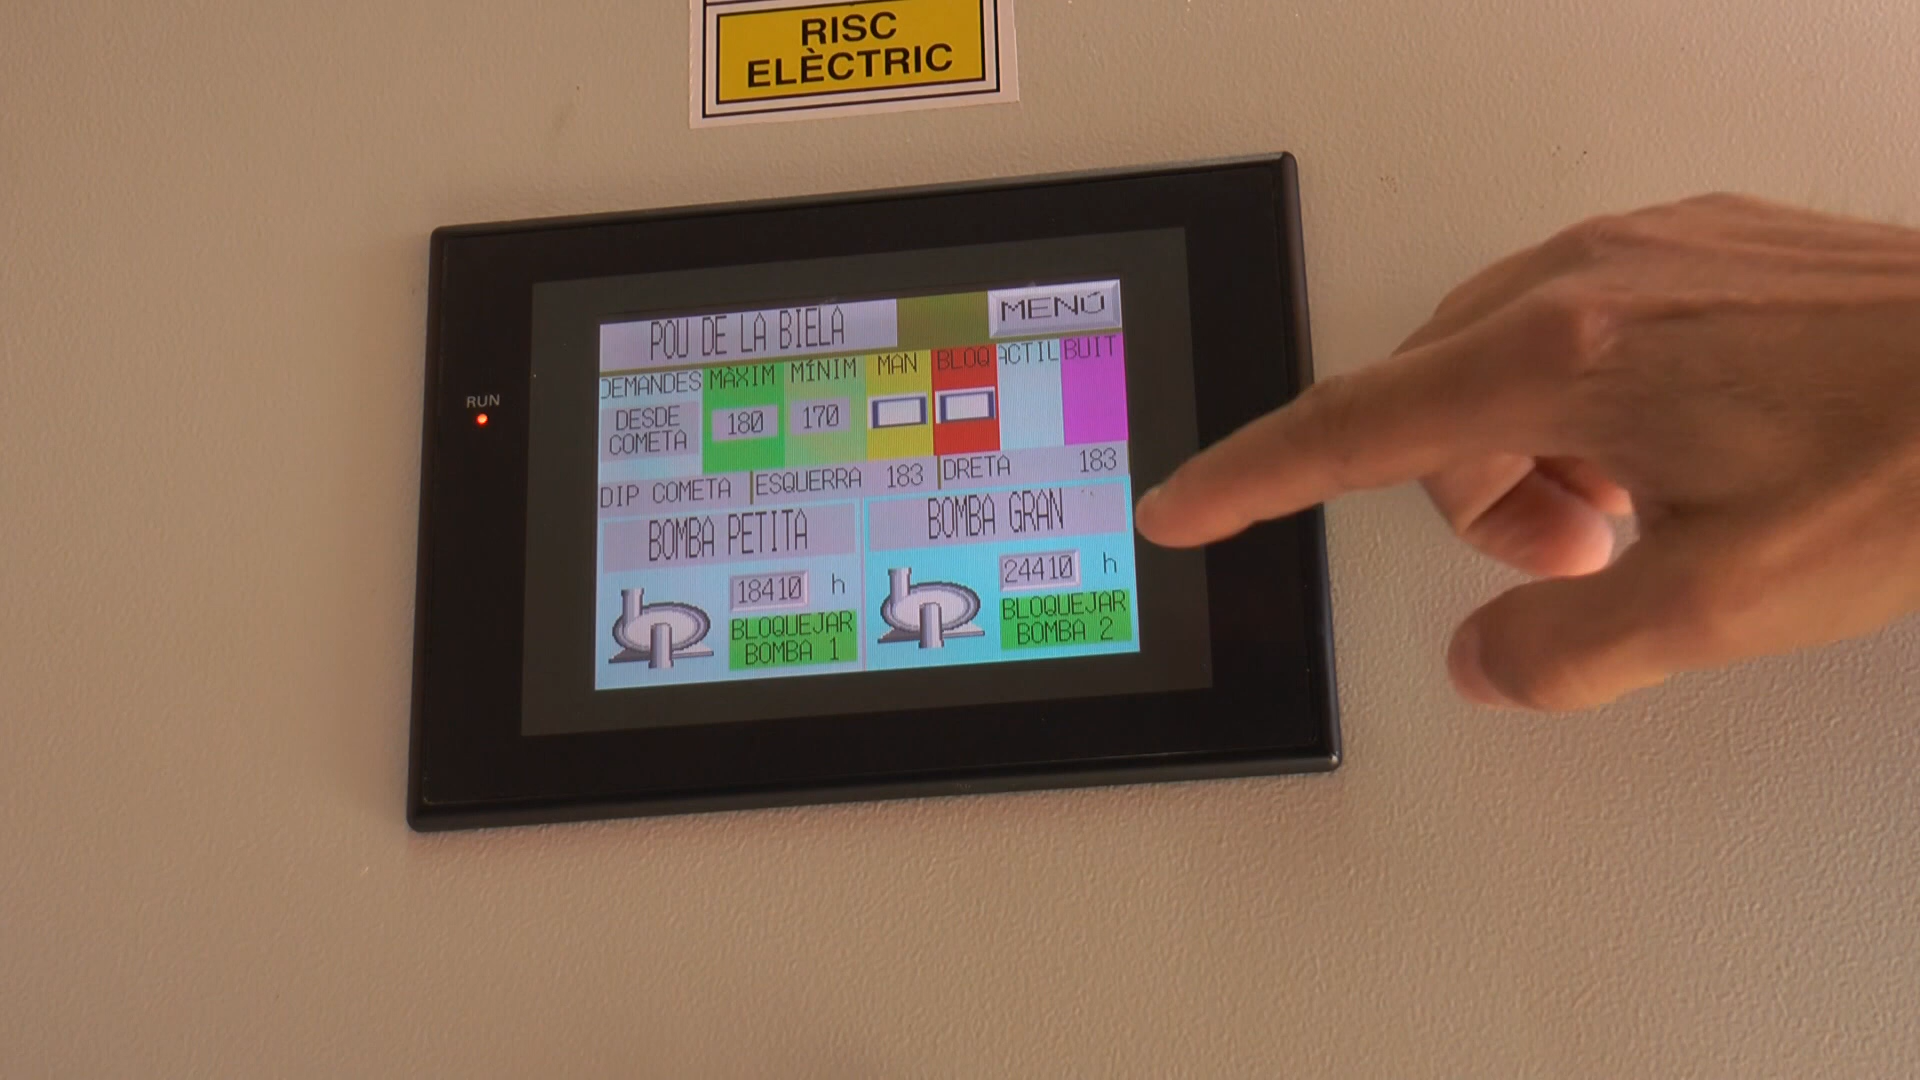 RISC
ELÈCTRIC
RUN
POU DE LA BIELA
MENÚ
DEMANDES
MÀXIM
MÍNIM
MAN
BLOQ
ACTIL
BUIT
DESDE
COMETA
180
170
DIP COMETA
ESQUERRA 183
DRETA 183
BOMBA PETITA
BOMBA GRAN
18410 h
24410 h
BLOQUEJAR
BOMBA 1
BLOQUEJAR
BOMBA 2